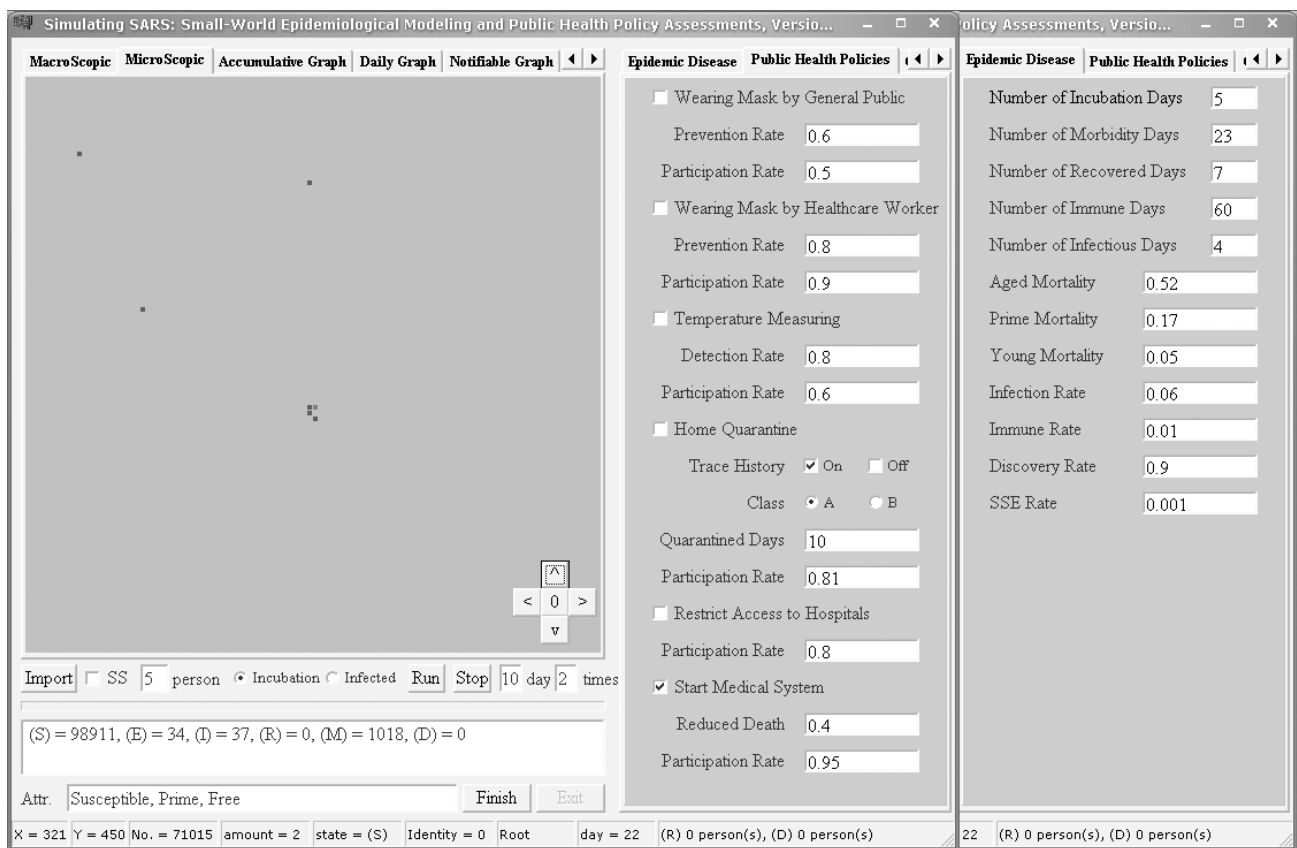 Simulating SARS: Small-World Epidemiological Modeling and Public Health Policy Assessments, Versio...
MacroScopic MicroScopic Accumulative Graph Daily Graph Notifiable Graph
^
< 0 >
v
Import SS 5 person Incubation Infected Run Stop 10 day 2 times
(S) = 98911, (E) = 34, (I) = 37, (R) = 0, (M) = 1018, (D) = 0
Attr. Susceptible, Prime, Free Finish Exit
X = 321 Y = 450 No. = 71015 amount = 2 state = (S) Identity = 0 Root day = 22 (R) 0 person(s), (D) 0 person(s)
Epidemic Disease Public Health Policies
Wearing Mask by General Public
Prevention Rate 0.6
Participation Rate 0.5
Wearing Mask by Healthcare Worker
Prevention Rate 0.8
Participation Rate 0.9
Temperature Measuring
Detection Rate 0.8
Participation Rate 0.6
Home Quarantine
Trace History On Off
Class A B
Quarantined Days 10
Participation Rate 0.81
Restrict Access to Hospitals
Participation Rate 0.8
Start Medical System
Reduced Death 0.4
Participation Rate 0.95
olicy Assessments, Versio...
Epidemic Disease Public Health Policies
Number of Incubation Days 5
Number of Morbidity Days 23
Number of Recovered Days 7
Number of Immune Days 60
Number of Infectious Days 4
Aged Mortality 0.52
Prime Mortality 0.17
Young Mortality 0.05
Infection Rate 0.06
Immune Rate 0.01
Discovery Rate 0.9
SSE Rate 0.001
22 (R) 0 person(s), (D) 0 person(s)